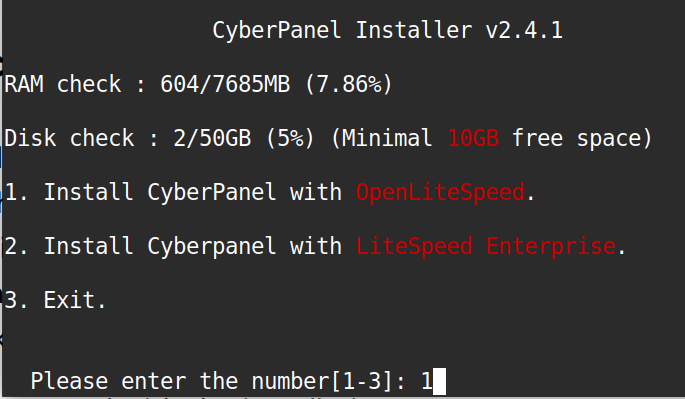 CyberPanel Installer v2.4.1
RAM check : 604/7685MB (7.86%)
Disk check : 2/50GB (5%) (Minimal 10GB free space)
1. Install CyberPanel with OpenLiteSpeed.
2. Install Cyberpanel with LiteSpeed Enterprise.
3. Exit.
Please enter the number[1-3]: 1